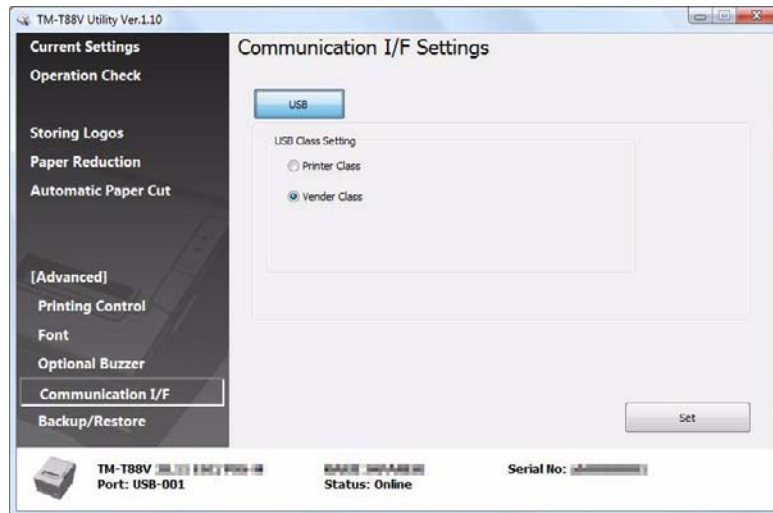 TM-T88V Utility Ver.1.10
Current Settings
Operation Check
Storing Logos
Paper Reduction
Automatic Paper Cut
[Advanced]
Printing Control
Font
Optional Buzzer
Communication I/F
Backup/Restore
Communication I/F Settings
USB
USB Class Setting
Printer Class
Vender Class
Set
TM-T88V
Port: USB-001
Status: Online
Serial No: